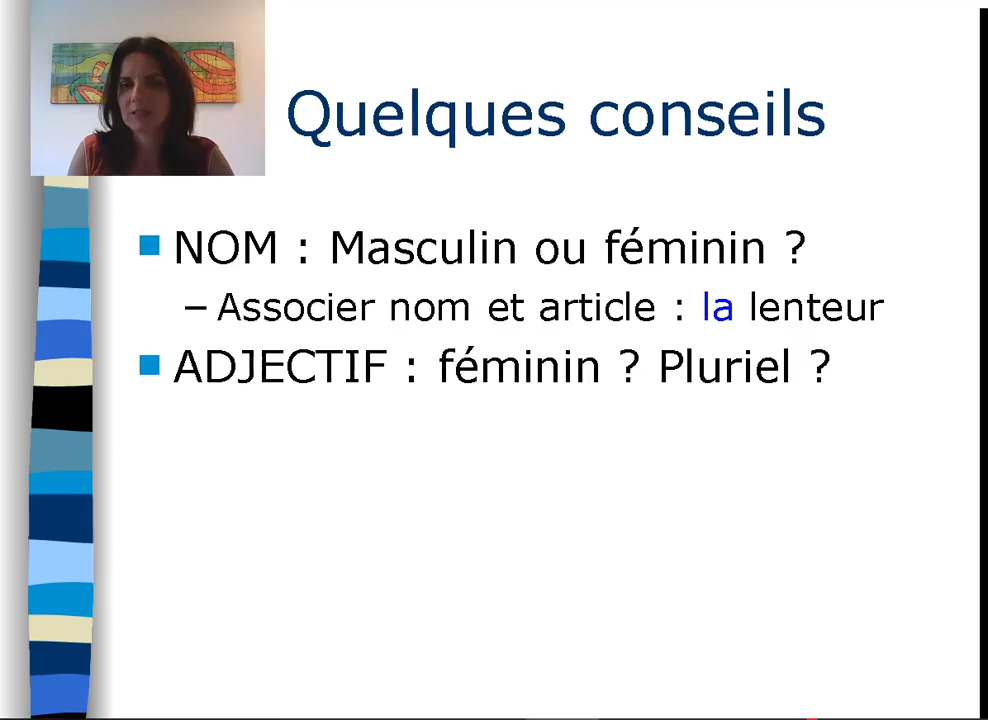 Quelques conseils
NOM : Masculin ou féminin ?
– Associer nom et article : la lenteur
ADJECTIF : féminin ? Pluriel ?